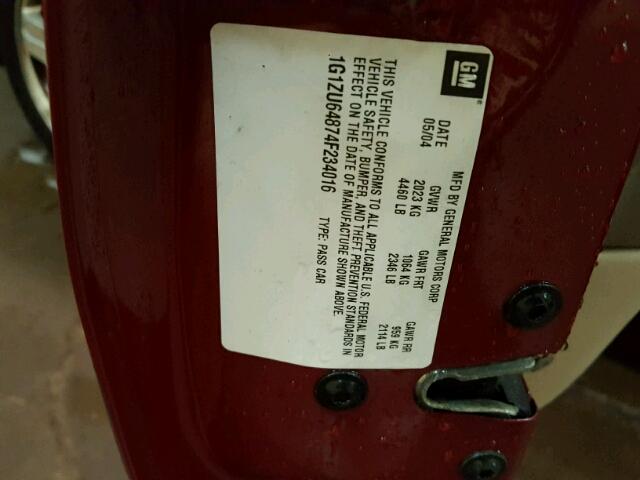 GM
®
MFD BY GENERAL MOTORS CORP
DATE GVWR GAWR FRT GAWR RR
05/04 2023 KG 1064 KG 959 KG
4460 LB 2346 LB 2114 LB
THIS VEHICLE CONFORMS TO ALL APPLICABLE U.S. FEDERAL MOTOR
VEHICLE SAFETY, BUMPER, AND THEFT PREVENTION STANDARDS IN
EFFECT ON THE DATE OF MANUFACTURE SHOWN ABOVE.
1G1ZU64874F234016 TYPE: PASS CAR